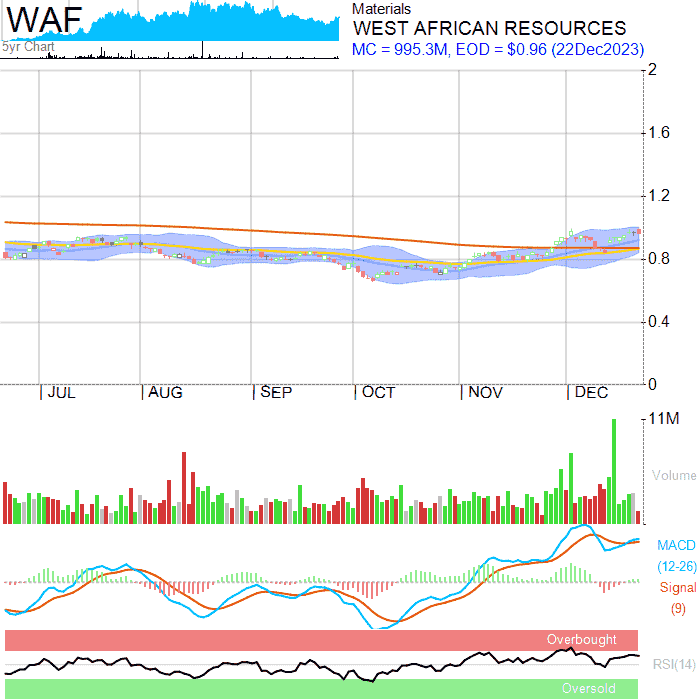 WAF
5yr Chart
Materials
WEST AFRICAN RESOURCES
MC = 995.3M, EOD = $0.96 (22Dec2023)
2
1.6
1.2
0.8
0.4
0
JUL AUG SEP OCT NOV DEC
11M
Volume
MACD
(12-26)
Signal
(9)
Overbought
RSI(14)
Oversold